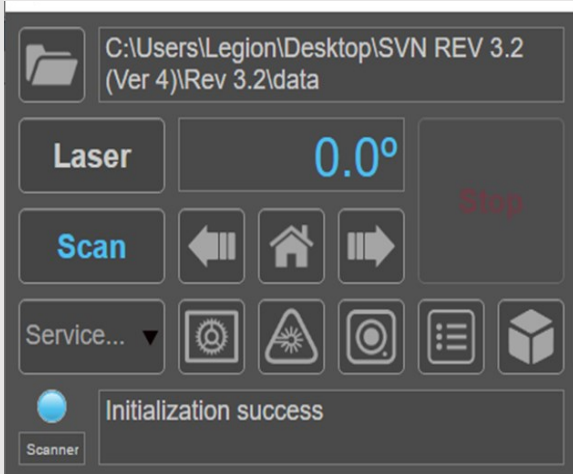 C:\Users\Legion\Desktop\SVN REV 3.2
(Ver 4)\Rev 3.2\data
Laser
0.0º
Stop
Scan
Service...
Initialization success
Scanner